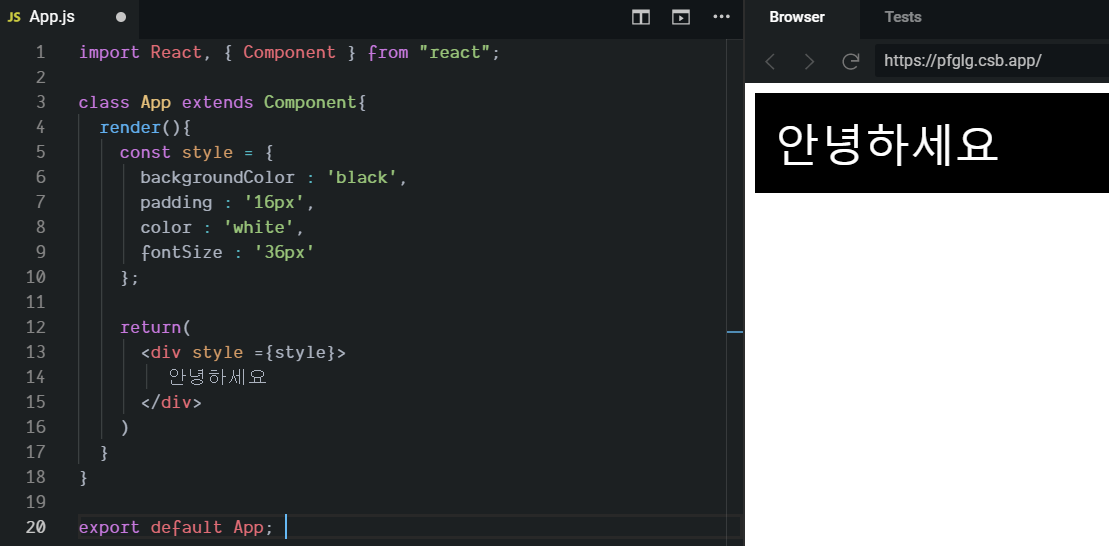 JS App.js
1 import React, { Component } from "react";
2
3 class App extends Component{
4 render(){
5 const style = {
6 backgroundColor : 'black',
7 padding : '16px',
8 color : 'white',
9 fontSize : '36px'
10 };
11
12 return(
13 <div style ={style}>
14 안녕하세요
15 </div>
16 )
17 }
18 }
19
20 export default App;
Browser Tests
https://pfglg.csb.app/
안녕하세요